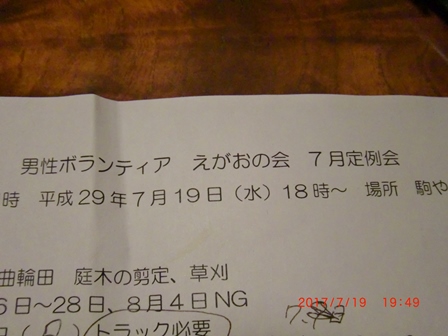 男性ボランティア えがおの会 7月定例会
時 平成29年7月19日(水)18時~ 場所 駒や
曲輪田 庭木の剪定、草刈
6日~28日、8月4日NG
トラック必要
2017/7/19 19:49